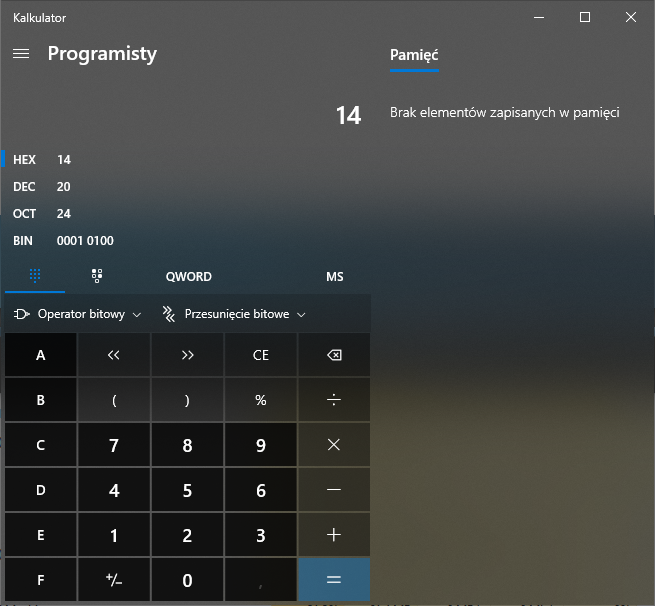 Kalkulator
Programisty
Pamięć
14
Brak elementów zapisanych w pamięci
HEX 14
DEC 20
OCT 24
BIN 0001 0100
QWORD MS
Operator bitowy Przesunięcie bitowe
A << >> CE
B ( ) % ÷
C 7 8 9 ×
D 4 5 6 −
E 1 2 3 +
F +/− 0 , =